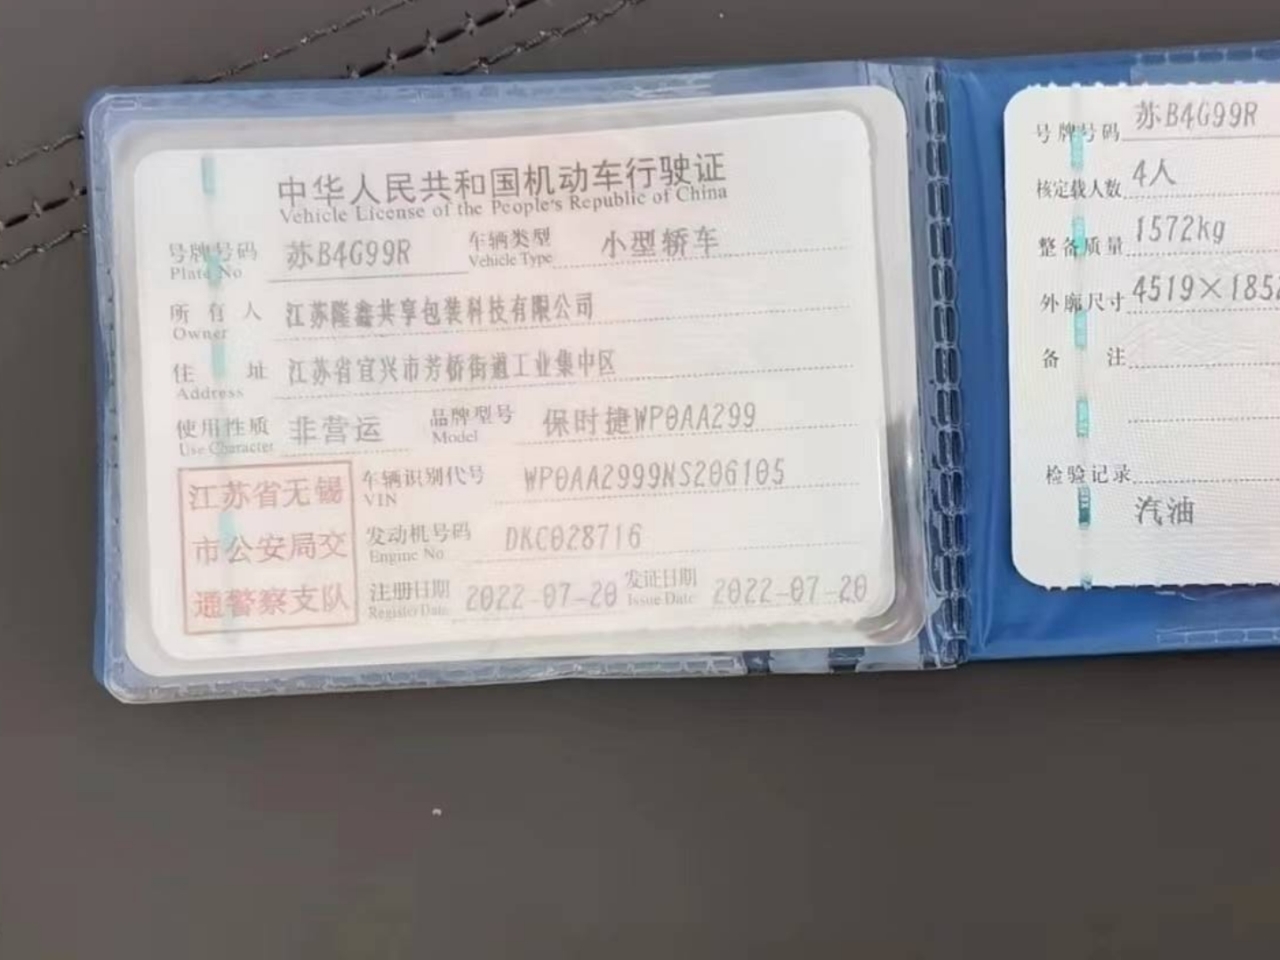 中华人民共和国机动车行驶证
Vehicle License of the People's Republic of China
号牌号码 苏B4G99R 车辆类型 小型轿车
Plate No Vehicle Type
所有人 江苏隆鑫共享包装科技有限公司
Owner
住址 江苏省宜兴市芳桥街道工业集中区
Address
使用性质 非营运 品牌型号 保时捷WP0AA299
Use Character Model
车辆识别代号 WP0AA2999NS206105
VIN
发动机号码 DKC028716
Engine No
注册日期 2022-07-20 发证日期 2022-07-20
Register Date Issue Date
江苏省无锡
市公安局交
通警察支队
号牌号码 苏B4G99R
核定载人数 4人
整备质量 1572kg
外廓尺寸 4519×1852
备注
检验记录
汽油